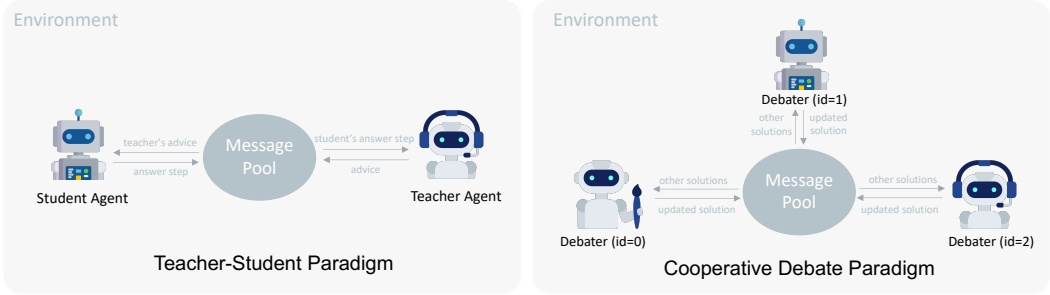 Environment
teacher's advice
answer step
Message
Pool
student's answer step
advice
Student Agent
Teacher Agent
Teacher-Student Paradigm
Environment
Debater (id=1)
other
solutions
updated
solution
other solutions
updated solution
Message
Pool
other solutions
updated solution
Debater (id=0)
Debater (id=2)
Cooperative Debate Paradigm